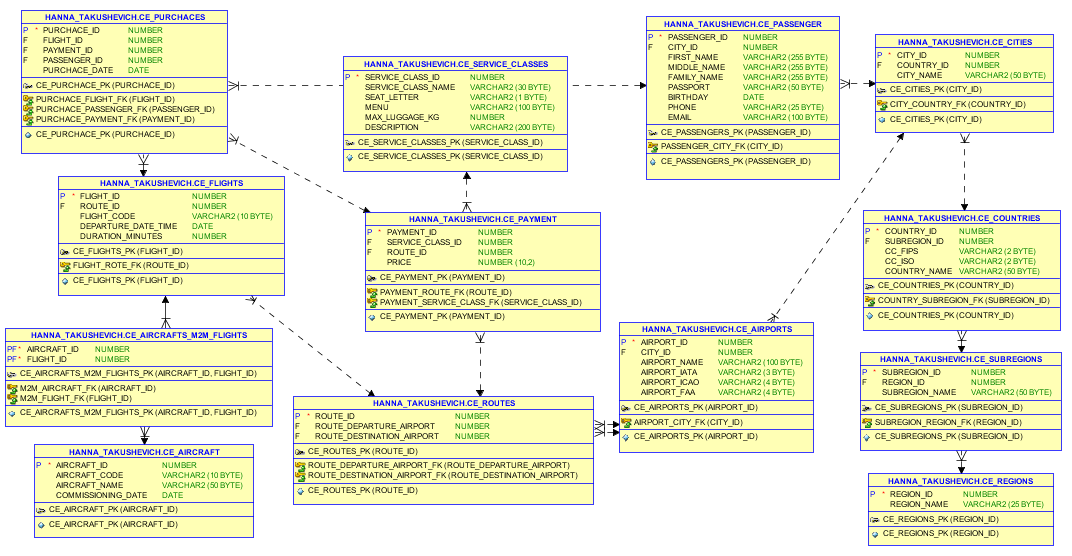 HANNA_TAKUSHEVICH.CE_PURCHACES
P * PURCHACE_ID NUMBER
F FLIGHT_ID NUMBER
F PAYMENT_ID NUMBER
F PASSENGER_ID NUMBER
PURCHACE_DATE DATE
CE_PURCHACE_PK (PURCHACE_ID)
PURCHACE_FLIGHT_FK (FLIGHT_ID)
PURCHACE_PASSENGER_FK (PASSENGER_ID)
PURCHACE_PAYMENT_FK (PAYMENT_ID)
CE_PURCHACE_PK (PURCHACE_ID)
HANNA_TAKUSHEVICH.CE_SERVICE_CLASSES
P * SERVICE_CLASS_ID NUMBER
SERVICE_CLASS_NAME VARCHAR2 (30 BYTE)
SEAT_LETTER VARCHAR2 (1 BYTE)
MENU VARCHAR2 (100 BYTE)
MAX_LUGGAGE_KG NUMBER
DESCRIPTION VARCHAR2 (200 BYTE)
CE_SERVICE_CLASSES_PK (SERVICE_CLASS_ID)
CE_SERVICE_CLASSES_PK (SERVICE_CLASS_ID)
HANNA_TAKUSHEVICH.CE_PASSENGER
P * PASSENGER_ID NUMBER
F CITY_ID NUMBER
FIRST_NAME VARCHAR2 (255 BYTE)
MIDDLE_NAME VARCHAR2 (255 BYTE)
FAMILY_NAME VARCHAR2 (255 BYTE)
PASSPORT VARCHAR2 (50 BYTE)
BIRTHDAY DATE
PHONE VARCHAR2 (25 BYTE)
EMAIL VARCHAR2 (100 BYTE)
CE_PASSENGERS_PK (PASSENGER_ID)
PASSENGER_CITY_FK (CITY_ID)
CE_PASSENGERS_PK (PASSENGER_ID)
HANNA_TAKUSHEVICH.CE_CITIES
P * CITY_ID NUMBER
F COUNTRY_ID NUMBER
CITY_NAME VARCHAR2 (50 BYTE)
CE_CITIES_PK (CITY_ID)
CITY_COUNTRY_FK (COUNTRY_ID)
CE_CITIES_PK (CITY_ID)
HANNA_TAKUSHEVICH.CE_FLIGHTS
P * FLIGHT_ID NUMBER
F ROUTE_ID NUMBER
FLIGHT_CODE VARCHAR2 (10 BYTE)
DEPARTURE_DATE_TIME DATE
DURATION_MINUTES NUMBER
CE_FLIGHTS_PK (FLIGHT_ID)
FLIGHT_ROTE_FK (ROUTE_ID)
CE_FLIGHTS_PK (FLIGHT_ID)
HANNA_TAKUSHEVICH.CE_PAYMENT
P * PAYMENT_ID NUMBER
F SERVICE_CLASS_ID NUMBER
F ROUTE_ID NUMBER
PRICE NUMBER (10,2)
CE_PAYMENT_PK (PAYMENT_ID)
PAYMENT_ROUTE_FK (ROUTE_ID)
PAYMENT_SERVICE_CLASS_FK (SERVICE_CLASS_ID)
CE_PAYMENT_PK (PAYMENT_ID)
HANNA_TAKUSHEVICH.CE_COUNTRIES
P * COUNTRY_ID NUMBER
F SUBREGION_ID NUMBER
CC_FIPS VARCHAR2 (2 BYTE)
CC_ISO VARCHAR2 (2 BYTE)
COUNTRY_NAME VARCHAR2 (50 BYTE)
CE_COUNTRIES_PK (COUNTRY_ID)
COUNTRY_SUBREGION_FK (SUBREGION_ID)
CE_COUNTRIES_PK (COUNTRY_ID)
HANNA_TAKUSHEVICH.CE_AIRCRAFTS_M2M_FLIGHTS
PF * AIRCRAFT_ID NUMBER
PF * FLIGHT_ID NUMBER
CE_AIRCRAFTS_M2M_FLIGHTS_PK (AIRCRAFT_ID, FLIGHT_ID)
M2M_AIRCRAFT_FK (AIRCRAFT_ID)
M2M_FLIGHT_FK (FLIGHT_ID)
CE_AIRCRAFTS_M2M_FLIGHTS_PK (AIRCRAFT_ID, FLIGHT_ID)
HANNA_TAKUSHEVICH.CE_AIRPORTS
P * AIRPORT_ID NUMBER
F CITY_ID NUMBER
AIRPORT_NAME VARCHAR2 (100 BYTE)
AIRPORT_IATA VARCHAR2 (3 BYTE)
AIRPORT_ICAO VARCHAR2 (4 BYTE)
AIRPORT_FAA VARCHAR2 (4 BYTE)
CE_AIRPORTS_PK (AIRPORT_ID)
AIRPORT_CITY_FK (CITY_ID)
CE_AIRPORTS_PK (AIRPORT_ID)
HANNA_TAKUSHEVICH.CE_SUBREGIONS
P * SUBREGION_ID NUMBER
F REGION_ID NUMBER
SUBREGION_NAME VARCHAR2 (50 BYTE)
CE_SUBREGIONS_PK (SUBREGION_ID)
SUBREGION_REGION_FK (REGION_ID)
CE_SUBREGIONS_PK (SUBREGION_ID)
HANNA_TAKUSHEVICH.CE_ROUTES
P * ROUTE_ID NUMBER
F ROUTE_DEPARTURE_AIRPORT NUMBER
F ROUTE_DESTINATION_AIRPORT NUMBER
CE_ROUTES_PK (ROUTE_ID)
ROUTE_DEPARTURE_AIRPORT_FK (ROUTE_DEPARTURE_AIRPORT)
ROUTE_DESTINATION_AIRPORT_FK (ROUTE_DESTINATION_AIRPORT)
CE_ROUTES_PK (ROUTE_ID)
HANNA_TAKUSHEVICH.CE_AIRCRAFT
P * AIRCRAFT_ID NUMBER
AIRCRAFT_CODE VARCHAR2 (10 BYTE)
AIRCRAFT_NAME VARCHAR2 (50 BYTE)
COMMISSIONING_DATE DATE
CE_AIRCRAFT_PK (AIRCRAFT_ID)
CE_AIRCRAFT_PK (AIRCRAFT_ID)
HANNA_TAKUSHEVICH.CE_REGIONS
P * REGION_ID NUMBER
REGION_NAME VARCHAR2 (25 BYTE)
CE_REGIONS_PK (REGION_ID)
CE_REGIONS_PK (REGION_ID)